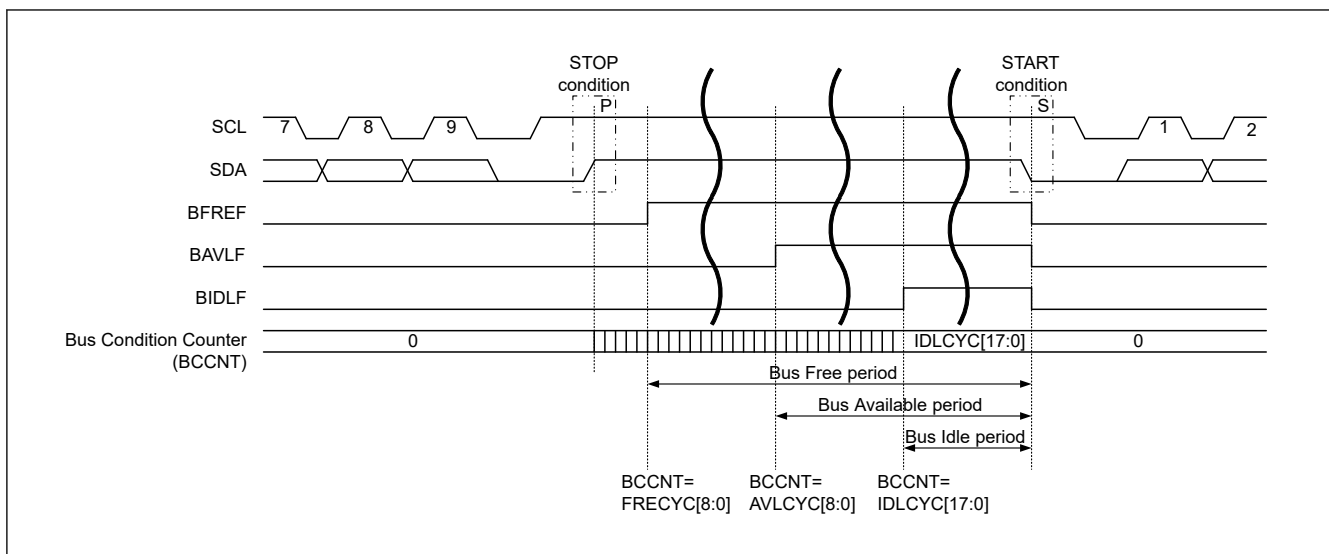 STOP
condition
START
condition
P
S
SCL
7
8
9
1
2
SDA
BFREF
BAVLF
BIDLF
Bus Condition Counter
(BCCNT)
0
IDLCYC[17:0]
0
Bus Free period
Bus Available period
Bus Idle period
BCCNT=
FRECYC[8:0]
BCCNT=
AVLCYC[8:0]
BCCNT=
IDLCYC[17:0]